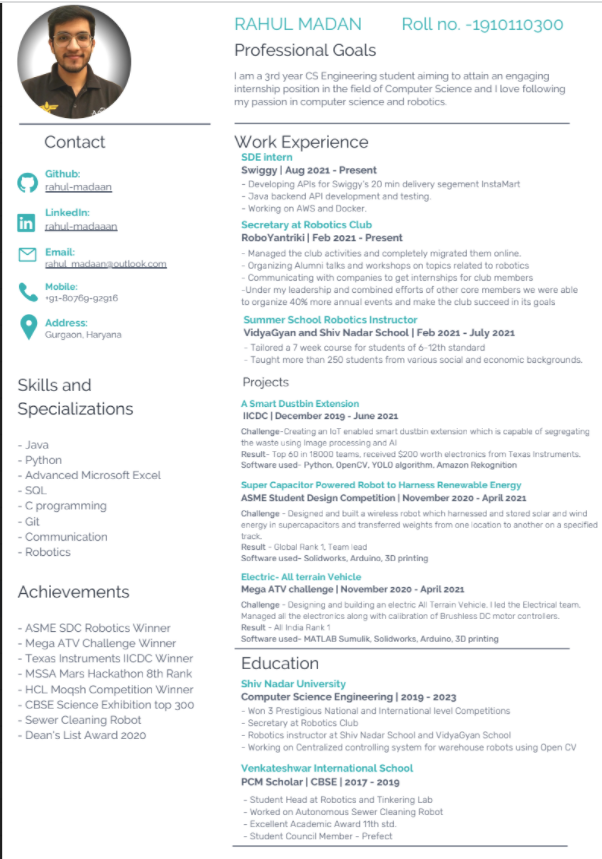 RAHUL MADAN Roll no. -1910110300
Professional Goals
I am a 3rd year CS Engineering student aiming to attain an engaging
internship position in the field of Computer Science and I love following
my passion in computer science and robotics.
Contact
Github:
rahul-madaan
LinkedIn:
rahul-madaaan
Email:
rahul_madaan@outlook.com
Mobile:
+91-80769-92916
Address:
Gurgaon, Haryana
Skills and
Specializations
- Java
- Python
- Advanced Microsoft Excel
- SQL
- C programming
- Git
- Communication
- Robotics
Achievements
- ASME SDC Robotics Winner
- Mega ATV Challenge Winner
- Texas Instruments IICDC Winner
- MSSA Mars Hackathon 8th Rank
- HCL Moqsh Competition Winner
- CBSE Science Exhibition top 300
- Sewer Cleaning Robot
- Dean's List Award 2020
Work Experience
SDE intern
Swiggy | Aug 2021 - Present
- Developing APIs for Swiggy's 20 min delivery segement InstaMart
- Java backend API development and testing.
- Working on AWS and Docker.
Secretary at Robotics Club
RoboYantriki | Feb 2021 - Present
- Managed the club activities and completely migrated them online.
- Organizing Alumni talks and workshops on topics related to robotics
- Communicating with companies to get internships for club members
-Under my leadership and combined efforts of other core members we were able
to organize 40% more annual events and make the club succeed in its goals
Summer School Robotics Instructor
VidyaGyan and Shiv Nadar School | Feb 2021 - July 2021
- Tailored a 7 week course for students of 6-12th standard
- Taught more than 250 students from various social and economic backgrounds.
Projects
A Smart Dustbin Extension
IICDC | December 2019 - June 2021
Challenge-Creating an IoT enabled smart dustbin extension which is capable of segregating
the waste using Image processing and AI
Result- Top 60 in 18000 teams, received $200 worth electronics from Texas Instruments.
Software used- Python, OpenCV, YOLO algorithm, Amazon Rekognition
Super Capacitor Powered Robot to Harness Renewable Energy
ASME Student Design Competition | November 2020 - April 2021
Challenge - Designed and built a wireless robot which harnessed and stored solar and wind
energy in supercapacitors and transferred weights from one location to another on a specified
track.
Result - Global Rank 1, Team lead
Software used- Solidworks, Arduino, 3D printing
Electric- All terrain Vehicle
Mega ATV challenge | November 2020 - April 2021
Challenge - Designing and building an electric All Terrain Vehicle. I led the Electrical team.
Managed all the electronics along with calibration of Brushless DC motor controllers.
Result - All India Rank 1
Software used- MATLAB Sumulik, Solidworks, Arduino, 3D printing
Education
Shiv Nadar University
Computer Science Engineering | 2019 - 2023
- Won 3 Prestigious National and International level Competitions
- Secretary at Robotics Club
- Robotics instructor at Shiv Nadar School and VidyaGyan School
- Working on Centralized controlling system for warehouse robots using Open CV
Venkateshwar International School
PCM Scholar | CBSE | 2017 - 2019
- Student Head at Robotics and Tinkering Lab
- Worked on Autonomous Sewer Cleaning Robot
- Excellent Academic Award 11th std.
- Student Council Member - Prefect